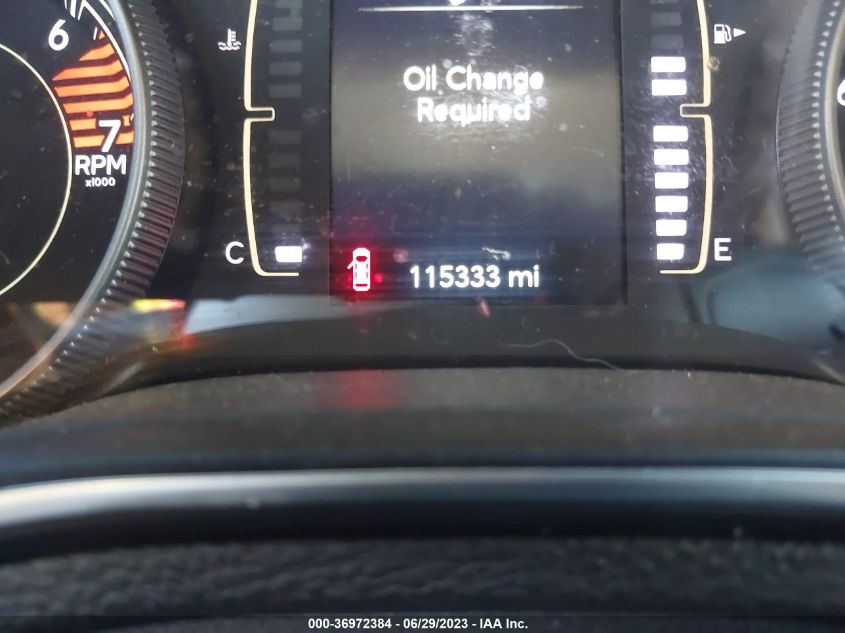 6
7
RPM
x1000
Oil Change
Required
C
E
115333 mi
000-36972384 - 06/29/2023 - IAA Inc.